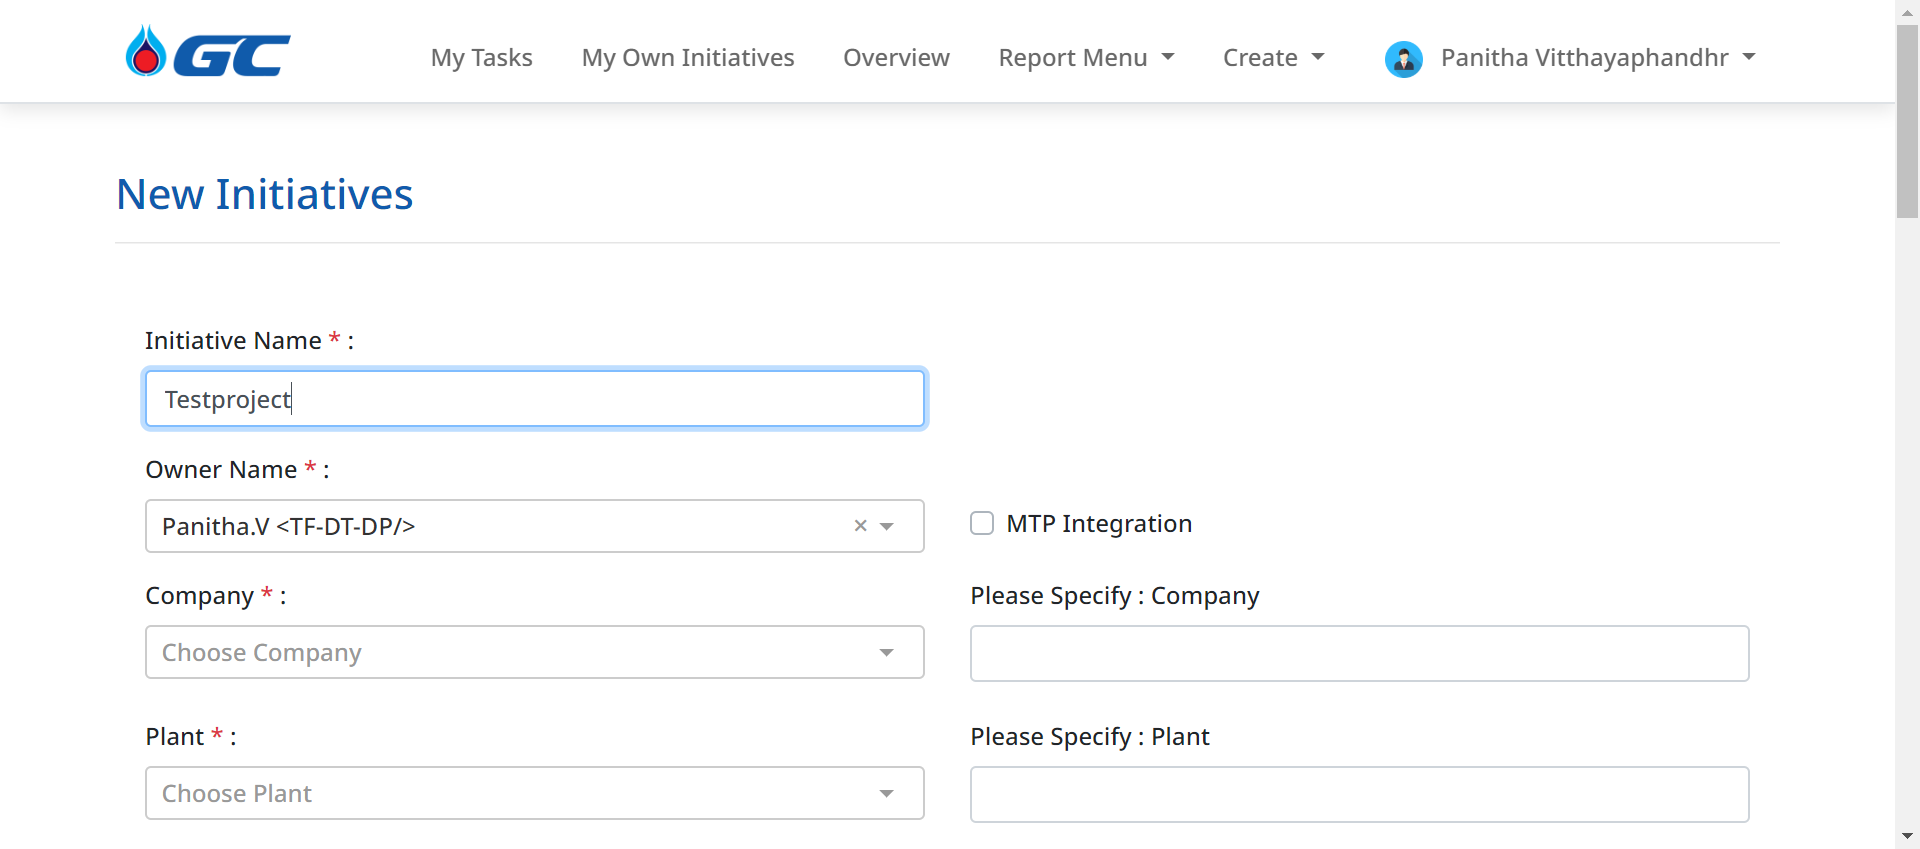 GC
My Tasks
My Own Initiatives
Overview
Report Menu
Create
Panitha Vitthayaphandhr
New Initiatives
Initiative Name * :
Testproject
Owner Name * :
Panitha.V <TF-DT-DP/>
×
MTP Integration
Company * :
Please Specify : Company
Choose Company
Plant * :
Please Specify : Plant
Choose Plant